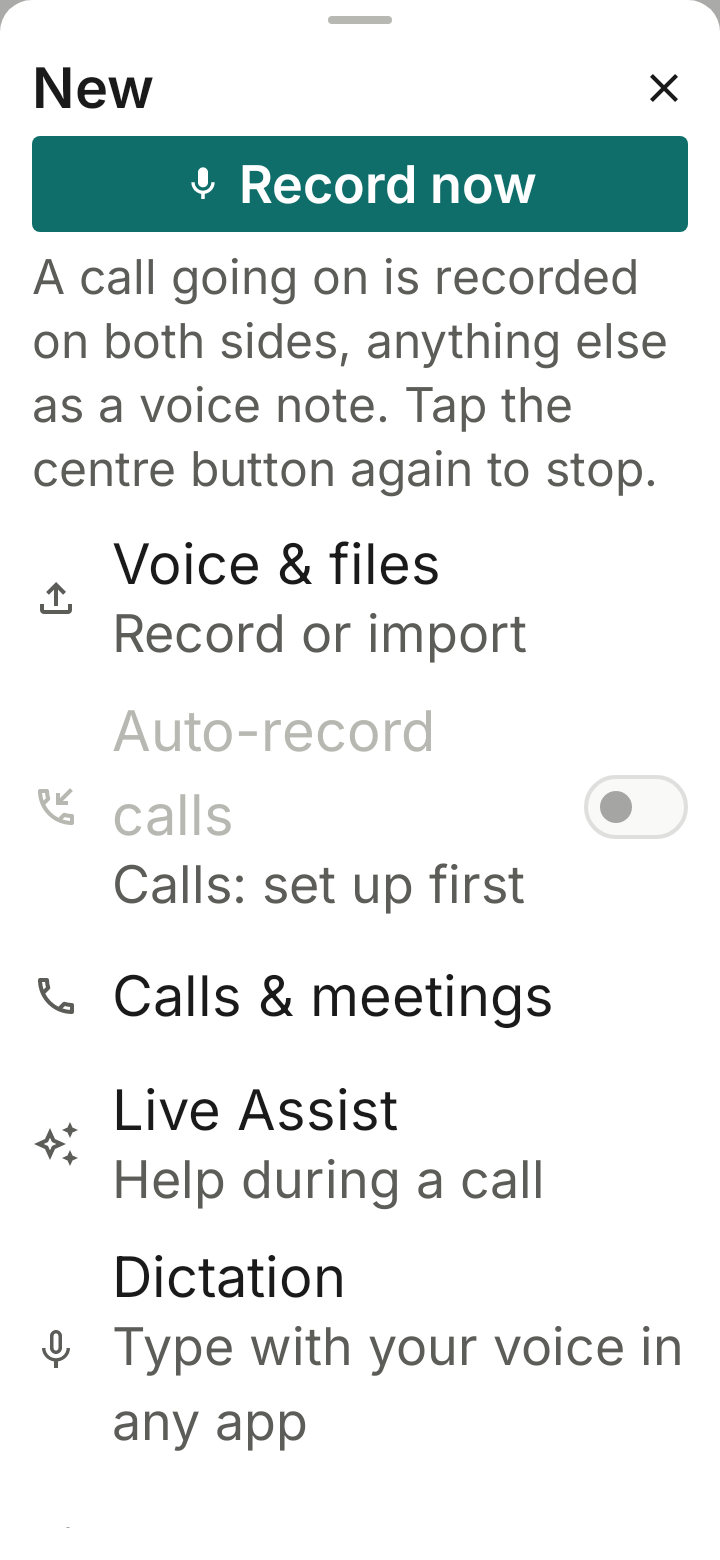 New
Record now
A call going on is recorded
on both sides, anything else
as a voice note. Tap the
centre button again to stop.
Voice & files
Record or import
Auto-record
calls
Calls: set up first
Calls & meetings
Live Assist
Help during a call
Dictation
Type with your voice in
any app